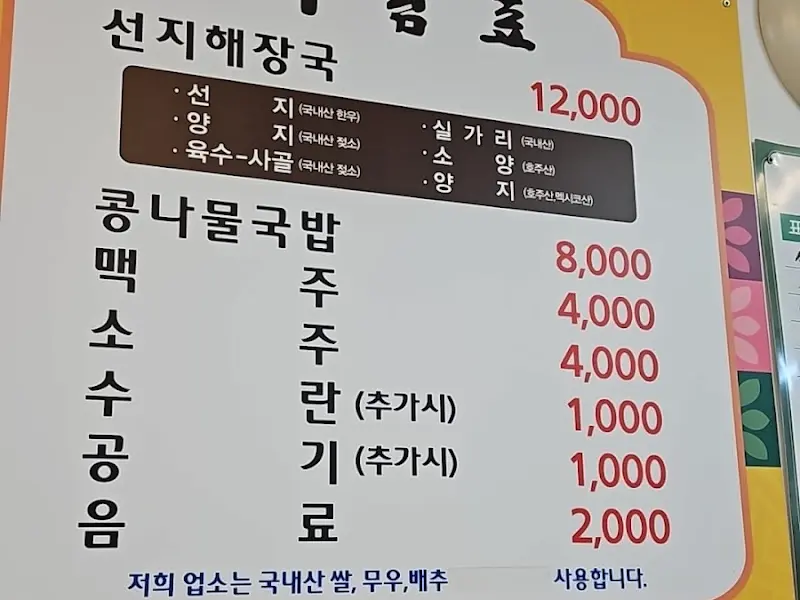 선지해장국 12,000
· 선 지 (국내산 한우)
· 양 지 (국내산 젖소)
· 육수-사골 (국내산 젖소)
· 실 가 리 (국내산)
· 소 양 (호주산)
· 양 지 (호주산,멕시코산)
콩나물국밥 8,000
맥 주 4,000
소 주 4,000
수 란 (추가시) 1,000
공 기 (추가시) 1,000
음 료 2,000
저희 업소는 국내산 쌀, 무우,배추 사용합니다.